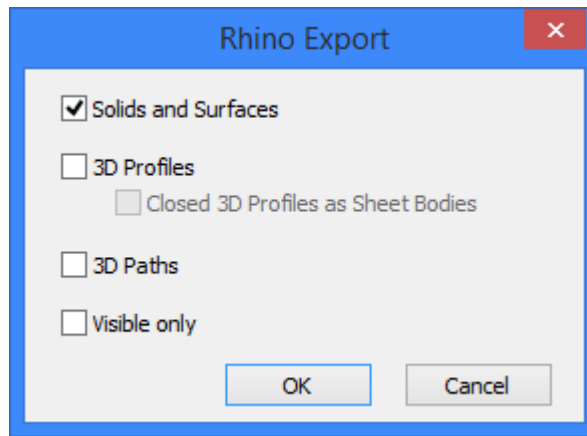 Rhino Export
Solids and Surfaces
3D Profiles
Closed 3D Profiles as Sheet Bodies
3D Paths
Visible only
OK Cancel